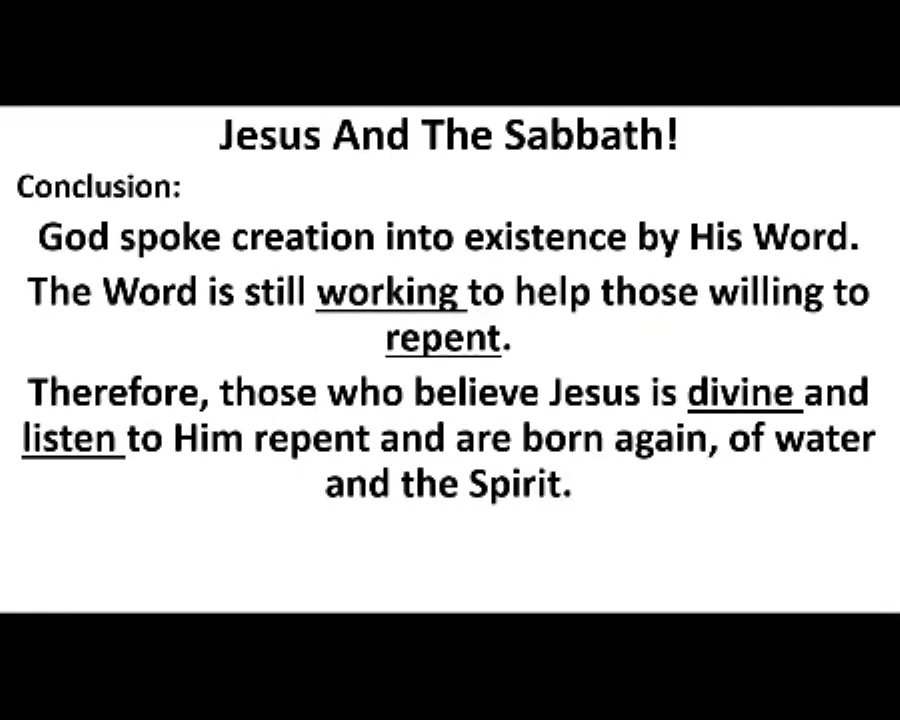 Jesus And The Sabbath!
Conclusion:
God spoke creation into existence by His Word.
The Word is still working to help those willing to
repent.
Therefore, those who believe Jesus is divine and
listen to Him repent and are born again, of water
and the Spirit.